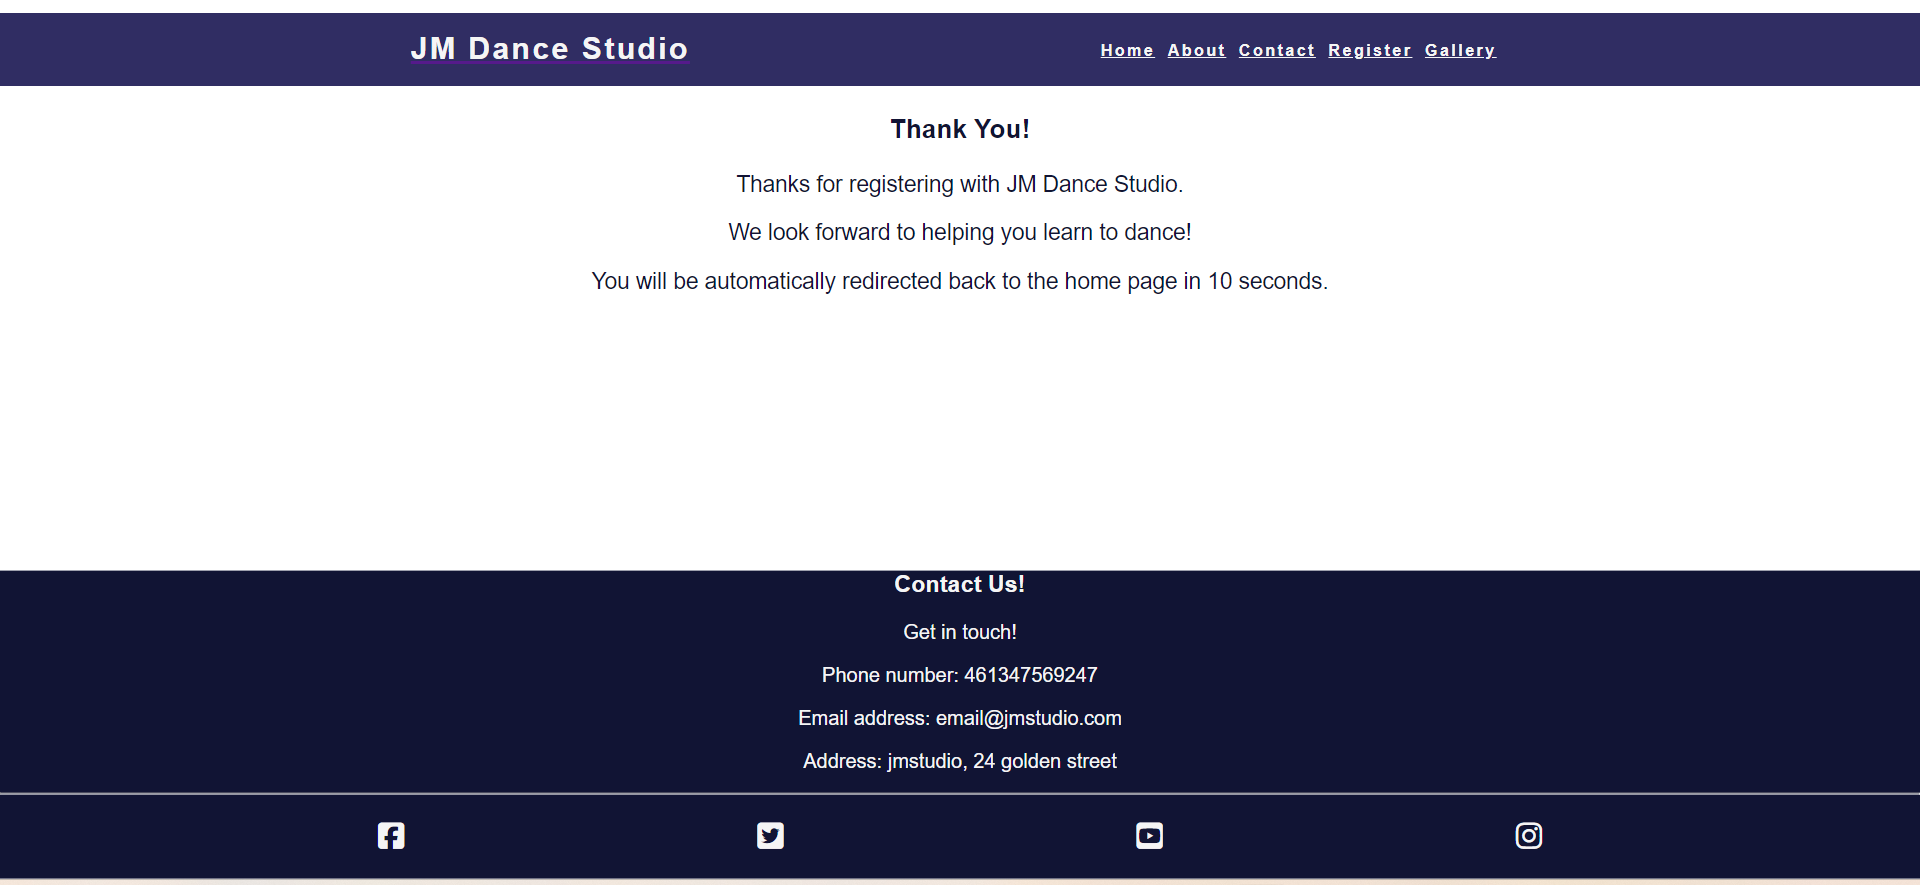 JM Dance Studio
Home About Contact Register Gallery
Thank You!
Thanks for registering with JM Dance Studio.
We look forward to helping you learn to dance!
You will be automatically redirected back to the home page in 10 seconds.
Contact Us!
Get in touch!
Phone number: 461347569247
Email address: email@jmstudio.com
Address: jmstudio, 24 golden street